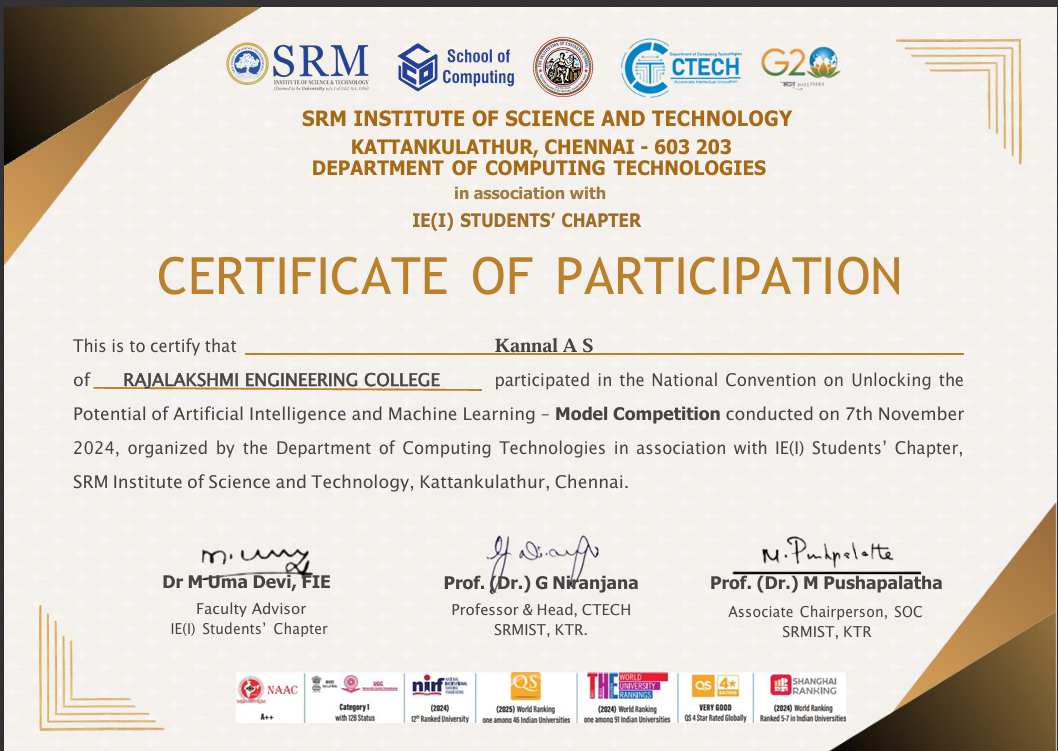 SRM
INSTITUTE OF SCIENCE & TECHNOLOGY
(Deemed to be University u/s 3 of UGC Act, 1956)
School of
Computing
Department of Computing Technologies
CTECH
G20
SRM INSTITUTE OF SCIENCE AND TECHNOLOGY
KATTANKULATHUR, CHENNAI - 603 203
DEPARTMENT OF COMPUTING TECHNOLOGIES
in association with
IE(I) STUDENTS’ CHAPTER
CERTIFICATE OF PARTICIPATION
This is to certify that Kannal A S
of RAJALAKSHMI ENGINEERING COLLEGE participated in the National Convention on Unlocking the
Potential of Artificial Intelligence and Machine Learning – Model Competition conducted on 7th November
2024, organized by the Department of Computing Technologies in association with IE(I) Students’ Chapter,
SRM Institute of Science and Technology, Kattankulathur, Chennai.
M. Pushpalatha
Dr M Uma Devi, FIE
Faculty Advisor
IE(I) Students’ Chapter
Prof. (Dr.) G Niranjana
Professor & Head, CTECH
SRMIST, KTR.
Prof. (Dr.) M Pushapalatha
Associate Chairperson, SOC
SRMIST, KTR
NAAC
A++
UGC
Category I
with 12B Status
nirf
(2024)
12th Ranked University
QS
(2025) World Ranking
one among 46 Indian Universities
THE WORLD
UNIVERSITY
RANKINGS
(2024) World Ranking
one among 91 Indian Universities
QS 4★
RATING
VERY GOOD
QS 4 Star Rated Globally
SHANGHAI
RANKING
(2024) World Ranking
Ranked 5-7 in Indian Universities